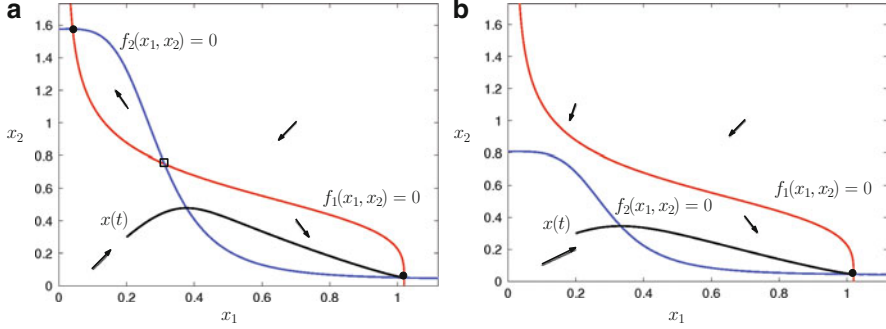 a
1.6
1.4
1.2
1
0.8
0.6
0.4
0.2
0
x₂
f₂(x₁, x₂) = 0
f₁(x₁, x₂) = 0
x(t)
0 0.2 0.4 0.6 0.8 1
x₁
b
1.6
1.4
1.2
1
0.8
0.6
0.4
0.2
0
x₂
f₁(x₁, x₂) = 0
f₂(x₁, x₂) = 0
x(t)
0 0.2 0.4 0.6 0.8 1
x₁